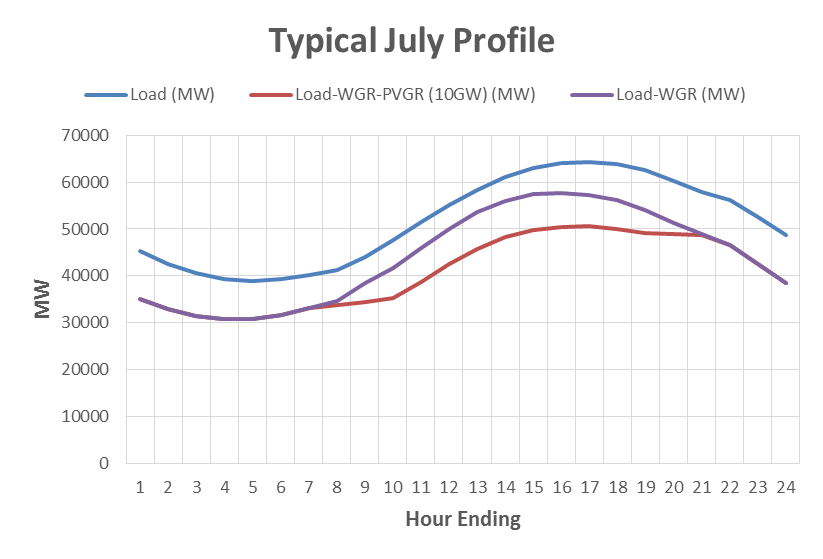 Typical July Profile
Load (MW) Load-WGR-PVGR (10GW) (MW) Load-WGR (MW)
70000
60000
50000
40000
30000
20000
10000
0
MW
1 2 3 4 5 6 7 8 9 10 11 12 13 14 15 16 17 18 19 20 21 22 23 24
Hour Ending